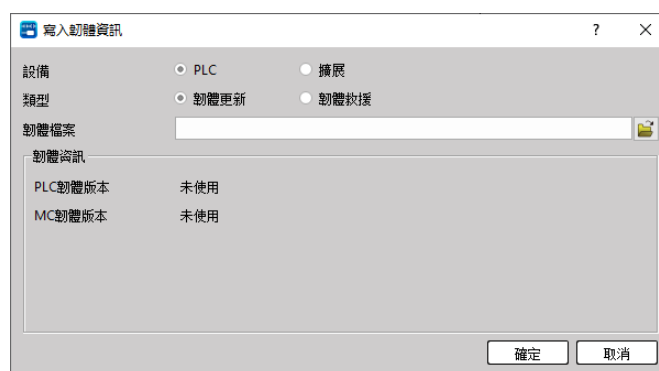 寫入韌體資訊
設備 PLC 擴展
類型 韌體更新 韌體救援
韌體檔案
韌體資訊
PLC韌體版本 未使用
MC韌體版本 未使用
確定 取消